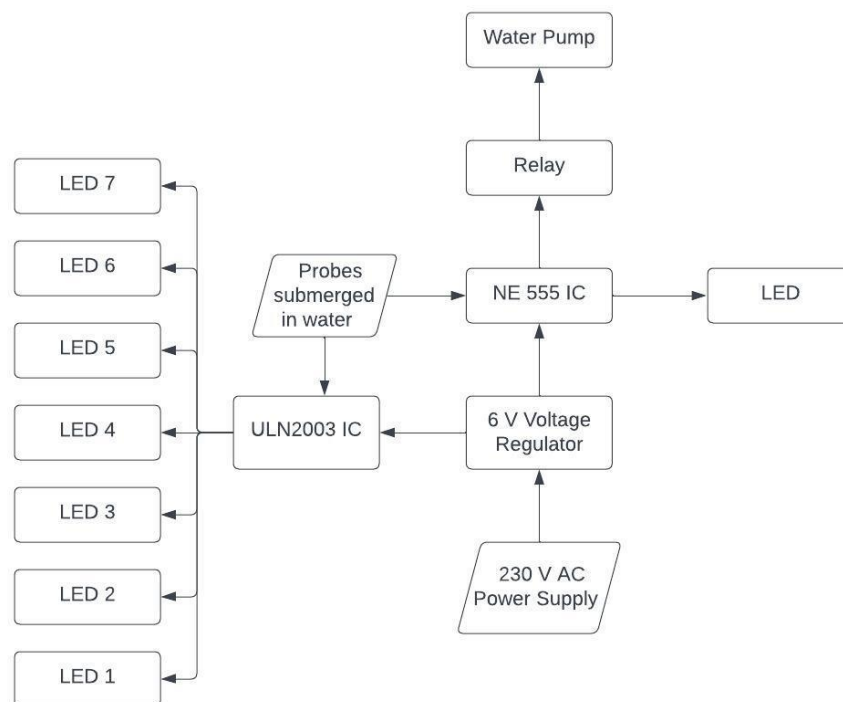 Water Pump
Relay
LED 7
LED 6
Probes
submerged
in water
NE 555 IC
LED
LED 5
LED 4
ULN2003 IC
6 V Voltage
Regulator
LED 3
LED 2
230 V AC
Power Supply
LED 1